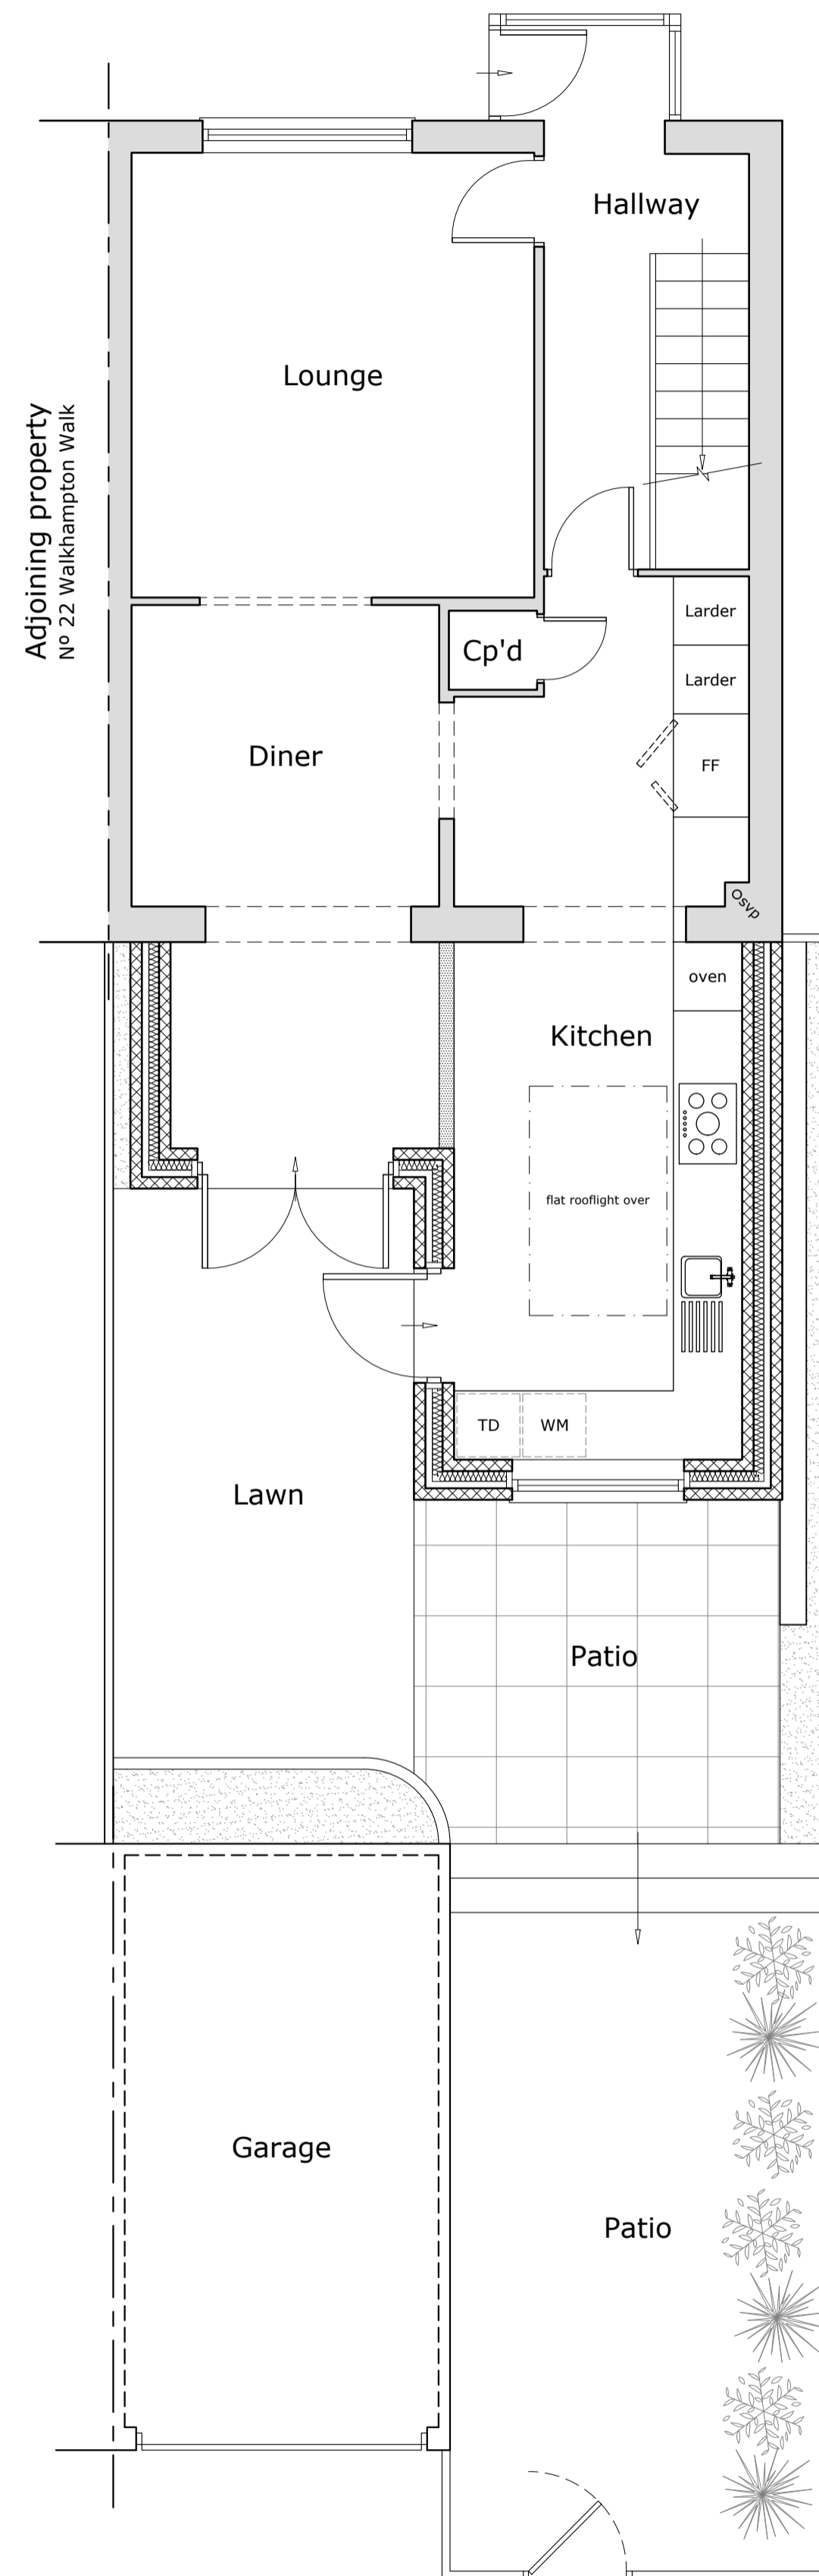 Hallway
Lounge
Adjoining property
Nº 22 Walkhampton Walk
Larder
Cp'd
Larder
Diner
FF
Osvp
oven
Kitchen
flat rooflight over
TD
WM
Lawn
Patio
Garage
Patio